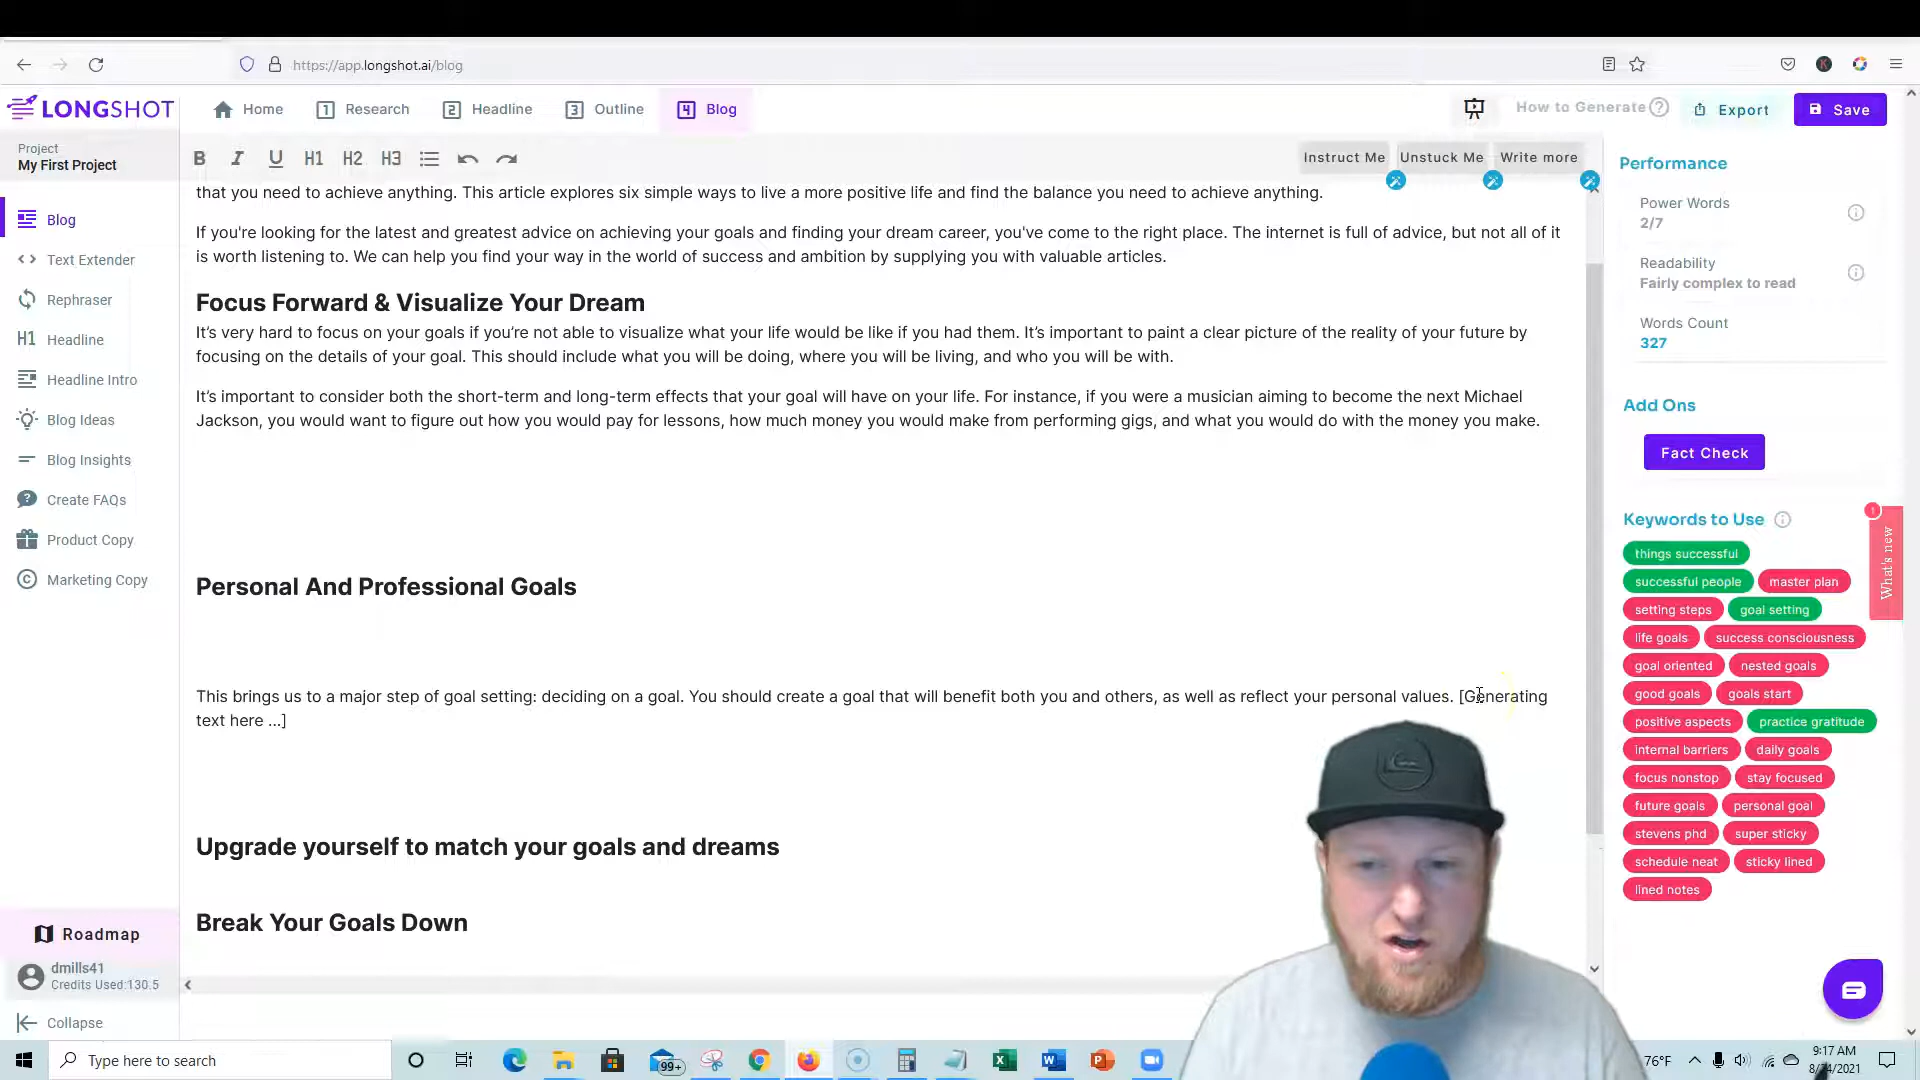 https://app.longshot.ai/blog
LONGSHOT
Home
1 Research
2 Headline
3 Outline
4 Blog
How to Generate ?
Export
Save
Project
My First Project
B I U H1 H2 H3
Instruct Me
Unstuck Me
Write more
Blog
Text Extender
Rephraser
H1 Headline
Headline Intro
Blog Ideas
Blog Insights
Create FAQs
Product Copy
Marketing Copy
Roadmap
dmills41
Credits Used:130.5
Collapse
that you need to achieve anything. This article explores six simple ways to live a more positive life and find the balance you need to achieve anything.
If you're looking for the latest and greatest advice on achieving your goals and finding your dream career, you've come to the right place. The internet is full of advice, but not all of it
is worth listening to. We can help you find your way in the world of success and ambition by supplying you with valuable articles.
Focus Forward & Visualize Your Dream
It’s very hard to focus on your goals if you’re not able to visualize what your life would be like if you had them. It’s important to paint a clear picture of the reality of your future by
focusing on the details of your goal. This should include what you will be doing, where you will be living, and who you will be with.
It’s important to consider both the short-term and long-term effects that your goal will have on your life. For instance, if you were a musician aiming to become the next Michael
Jackson, you would want to figure out how you would pay for lessons, how much money you would make from performing gigs, and what you would do with the money you make.
Personal And Professional Goals
This brings us to a major step of goal setting: deciding on a goal. You should create a goal that will benefit both you and others, as well as reflect your personal values. [Generating
text here ...]
Upgrade yourself to match your goals and dreams
Break Your Goals Down
Performance
Power Words
2/7
Readability
Fairly complex to read
Words Count
327
Add Ons
Fact Check
Keywords to Use
things successful
successful people
master plan
setting steps
goal setting
life goals
success consciousness
goal oriented
nested goals
good goals
goals start
positive aspects
practice gratitude
internal barriers
daily goals
focus nonstop
stay focused
future goals
personal goal
stevens phd
super sticky
schedule neat
sticky lined
lined notes
What's new
Type here to search
99+
76°F
9:17 AM
8/24/2021